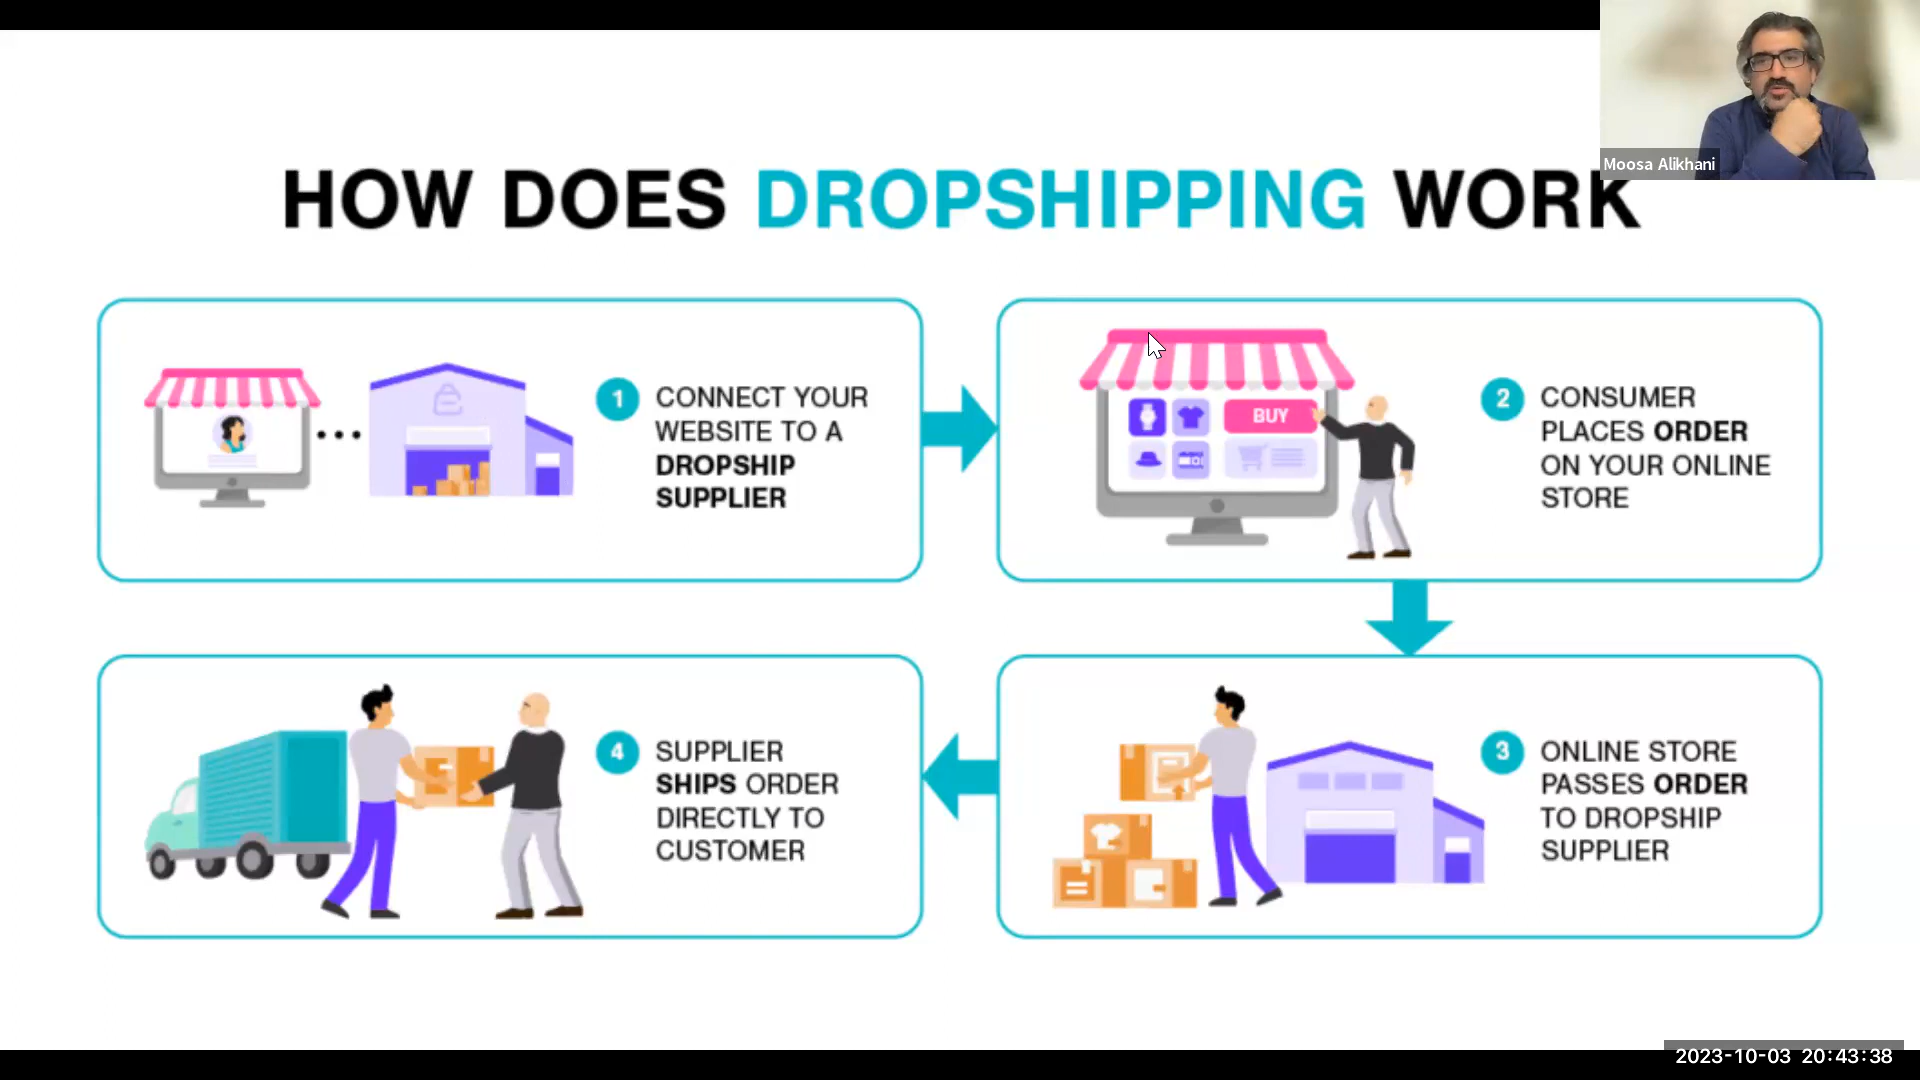 Moosa Alikhani
HOW DOES DROPSHIPPING WORK
1
CONNECT YOUR
WEBSITE TO A
DROPSHIP
SUPPLIER
BUY
2
CONSUMER
PLACES ORDER
ON YOUR ONLINE
STORE
4
SUPPLIER
SHIPS ORDER
DIRECTLY TO
CUSTOMER
3
ONLINE STORE
PASSES ORDER
TO DROPSHIP
SUPPLIER
2023-10-03 20:43:38